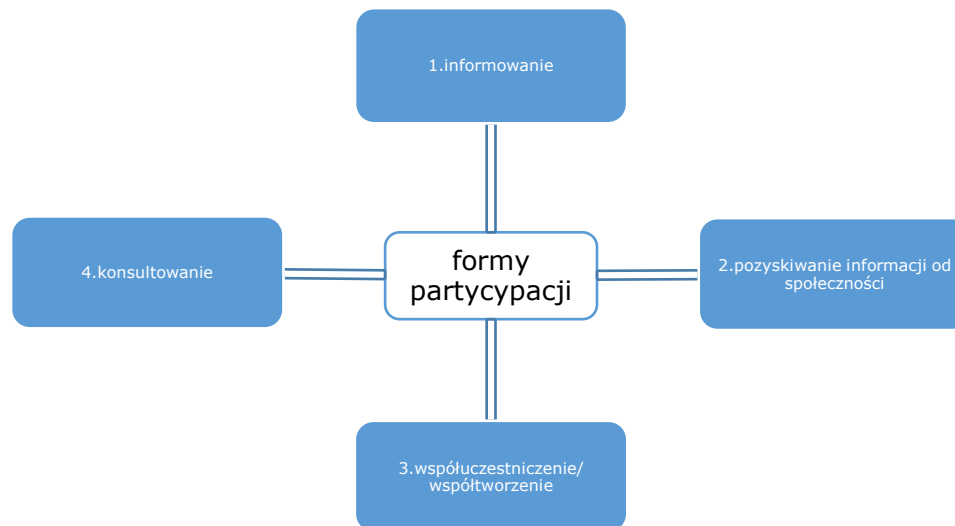 1.informowanie
4.konsultowanie
formy
partycypacji
2.pozyskiwanie informacji od
społeczności
3.współuczestniczenie/
współtworzenie